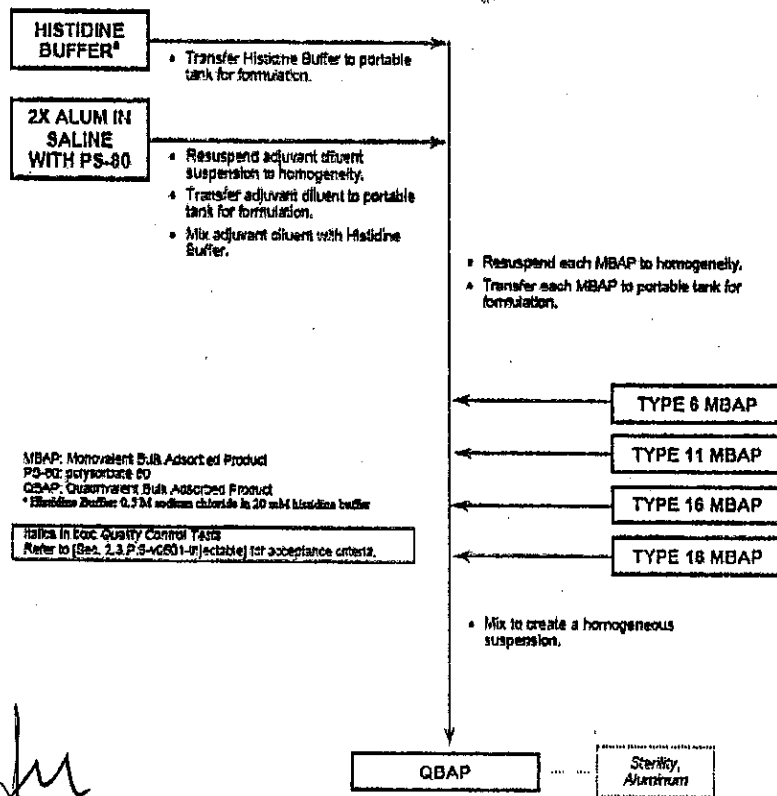 HISTIDINE
BUFFERª
• Transfer Histidine Buffer to portable
tank for formulation.
2X ALUM IN
SALINE
WITH PS-80
• Resuspend adjuvant diluent
suspension to homogeneity.
• Transfer adjuvant diluent to portable
tank for formulation.
• Mix adjuvant diluent with Histidine
Buffer.
• Resuspend each MBAP to homogeneity.
• Transfer each MBAP to portable tank for
formulation.
TYPE 6 MBAP
TYPE 11 MBAP
TYPE 16 MBAP
TYPE 18 MBAP
MBAP: Monovalent Bulk Adsorbed Product
PS-80: polysorbate 80
QBAP: Quadrivalent Bulk Adsorbed Product
ª Histidine Buffer: 0.5 M sodium chloride in 20 mM histidine buffer
Italics in box: Quality Control Tests
Refer to [Sec. 2.3.P.5-v0501-injectable] for acceptance criteria.
• Mix to create a homogeneous
suspension.
QBAP
Sterility,
Aluminum